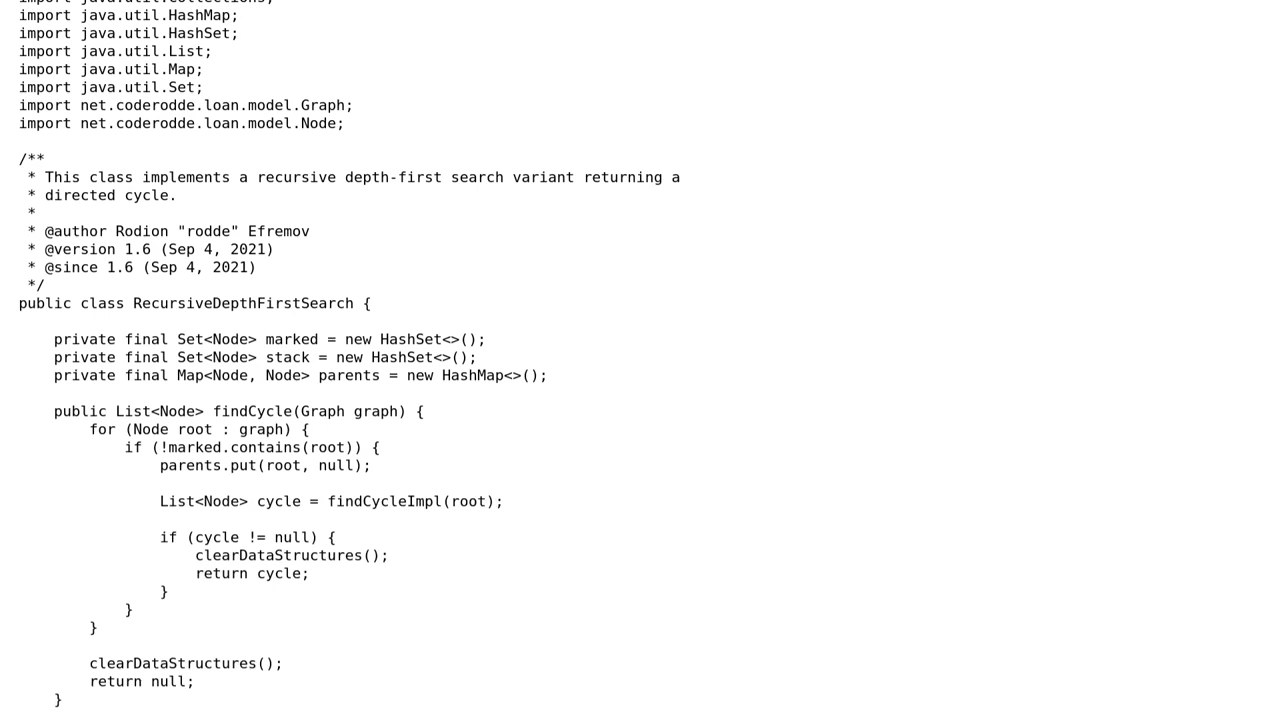 import java.util.Collections;
import java.util.HashMap;
import java.util.HashSet;
import java.util.List;
import java.util.Map;
import java.util.Set;
import net.coderodde.loan.model.Graph;
import net.coderodde.loan.model.Node;

/**
 * This class implements a recursive depth-first search variant returning a
 * directed cycle.
 *
 * @author Rodion "rodde" Efremov
 * @version 1.6 (Sep 4, 2021)
 * @since 1.6 (Sep 4, 2021)
 */
public class RecursiveDepthFirstSearch {

    private final Set<Node> marked = new HashSet<>();
    private final Set<Node> stack = new HashSet<>();
    private final Map<Node, Node> parents = new HashMap<>();

    public List<Node> findCycle(Graph graph) {
        for (Node root : graph) {
            if (!marked.contains(root)) {
                parents.put(root, null);

                List<Node> cycle = findCycleImpl(root);

                if (cycle != null) {
                    clearDataStructures();
                    return cycle;
                }
            }
        }

        clearDataStructures();
        return null;
    }